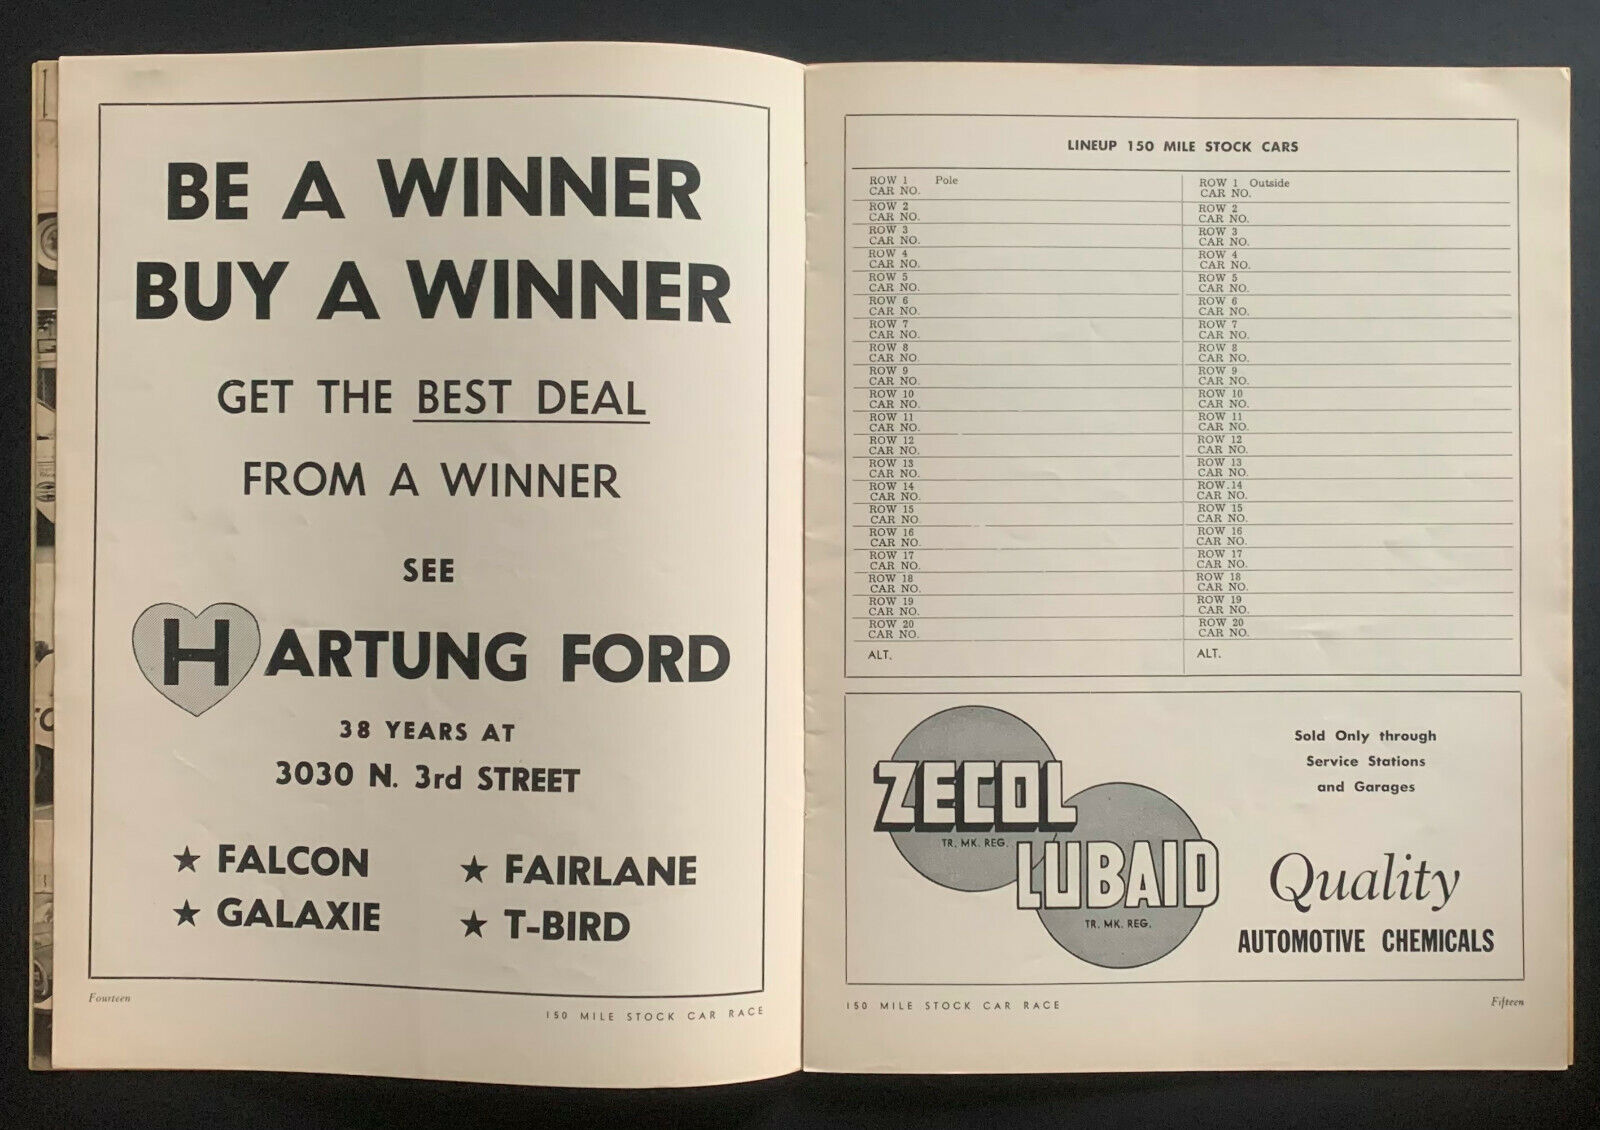 BE A WINNER
BUY A WINNER
GET THE BEST DEAL
FROM A WINNER
SEE
HARTUNG FORD
38 YEARS AT
3030 N. 3rd STREET
★ FALCON
★ GALAXIE
★ FAIRLANE
★ T-BIRD
Fourteen
150 MILE STOCK CAR RACE
LINEUP 150 MILE STOCK CARS
ROW 1 Pole
CAR NO.
ROW 2
CAR NO.
ROW 3
CAR NO.
ROW 4
CAR NO.
ROW 5
CAR NO.
ROW 6
CAR NO.
ROW 7
CAR NO.
ROW 8
CAR NO.
ROW 9
CAR NO.
ROW 10
CAR NO.
ROW 11
CAR NO.
ROW 12
CAR NO.
ROW 13
CAR NO.
ROW 14
CAR NO.
ROW 15
CAR NO.
ROW 16
CAR NO.
ROW 17
CAR NO.
ROW 18
CAR NO.
ROW 19
CAR NO.
ROW 20
CAR NO.
ALT.
ROW 1 Outside
CAR NO.
ROW 2
CAR NO.
ROW 3
CAR NO.
ROW 4
CAR NO.
ROW 5
CAR NO.
ROW 6
CAR NO.
ROW 7
CAR NO.
ROW 8
CAR NO.
ROW 9
CAR NO.
ROW 10
CAR NO.
ROW 11
CAR NO.
ROW 12
CAR NO.
ROW 13
CAR NO.
ROW 14
CAR NO.
ROW 15
CAR NO.
ROW 16
CAR NO.
ROW 17
CAR NO.
ROW 18
CAR NO.
ROW 19
CAR NO.
ROW 20
CAR NO.
ALT.
ZECOL
TR. MK. REG.
LUBAID
TR. MK. REG.
Sold Only through
Service Stations
and Garages
Quality
AUTOMOTIVE CHEMICALS
150 MILE STOCK CAR RACE
Fifteen